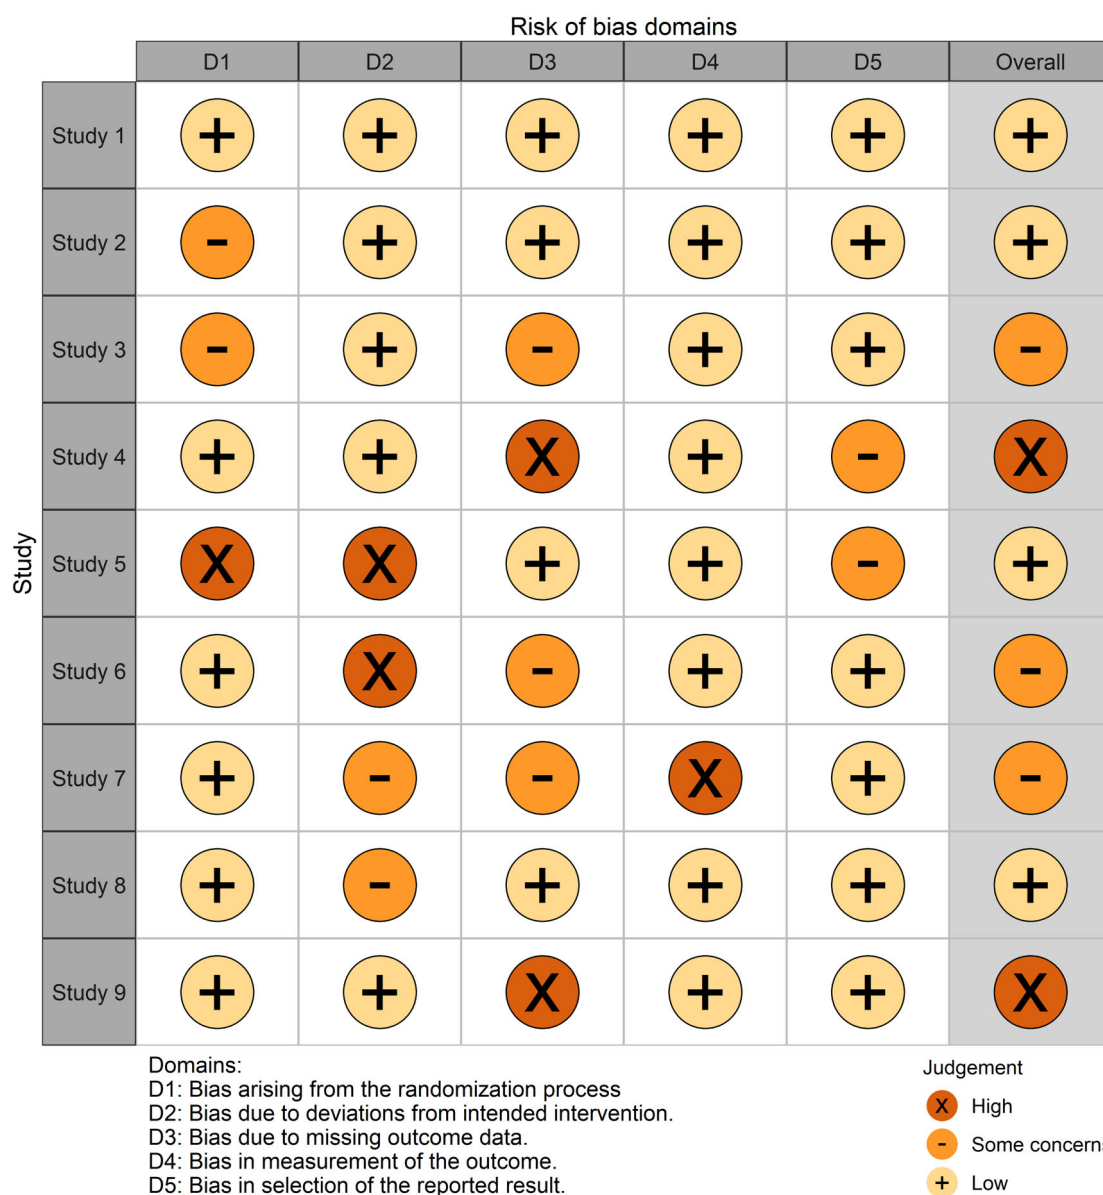 Risk of bias domains
D1 D2 D3 D4 D5 Overall
Study 1 + + + + + +
Study 2 - + + + + +
Study 3 - + - + + -
Study 4 + + X + - X
Study
Study 5 X X + + - +
Study 6 + X - + + -
Study 7 + - - X + -
Study 8 + - + + + +
Study 9 + + X + + X
Domains:
D1: Bias arising from the randomization process
D2: Bias due to deviations from intended intervention.
D3: Bias due to missing outcome data.
D4: Bias in measurement of the outcome.
D5: Bias in selection of the reported result.
Judgement
X High
- Some concerns
+ Low